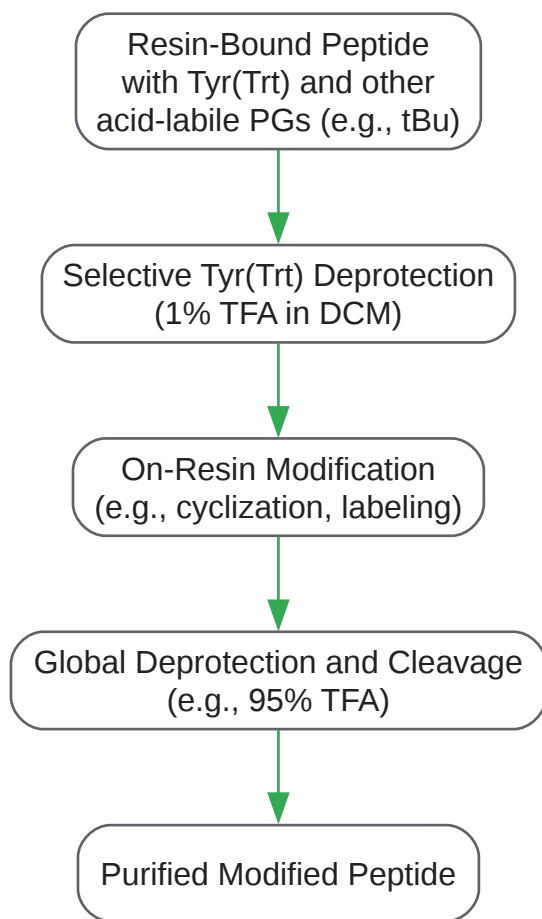 Resin-Bound Peptide
with Tyr(Trt) and other
acid-labile PGs (e.g., tBu)
Selective Tyr(Trt) Deprotection
(1% TFA in DCM)
On-Resin Modification
(e.g., cyclization, labeling)
Global Deprotection and Cleavage
(e.g., 95% TFA)
Purified Modified Peptide